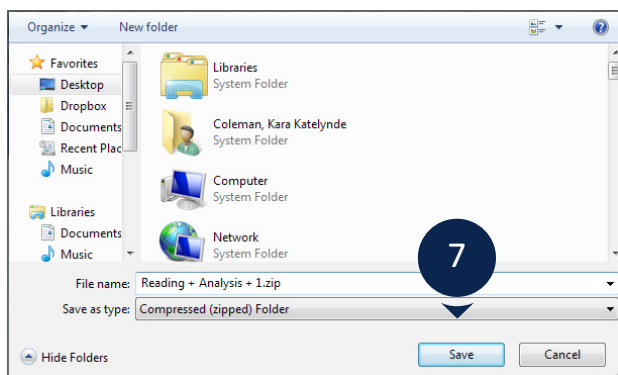 Organize New folder
Favorites
Desktop
Dropbox
Documents
Recent Plac
Music
Libraries
Documents
Music
Libraries
System Folder
Coleman, Kara Katelynde
System Folder
Computer
System Folder
Network
System Folder
7
File name: Reading + Analysis + 1.zip
Save as type: Compressed (zipped) Folder
Hide Folders Save Cancel